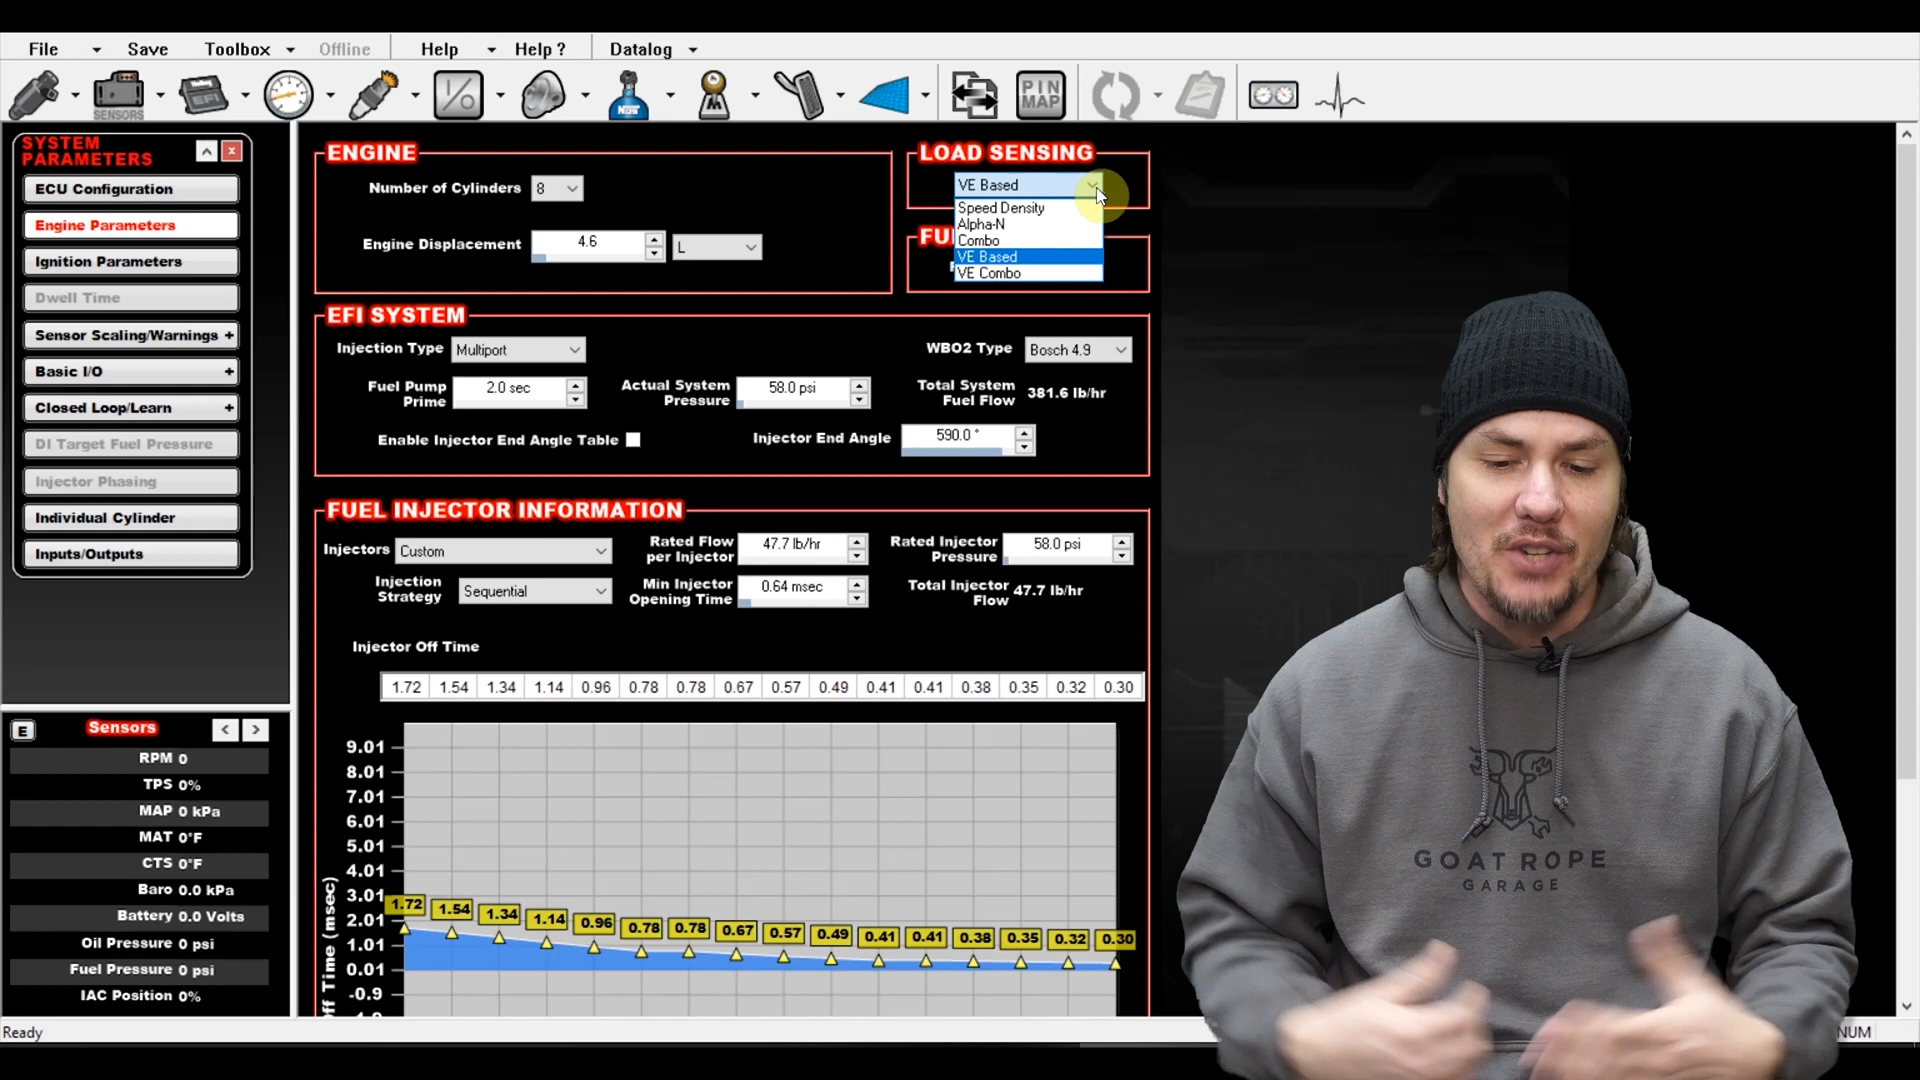 File Save Toolbox Offline Help Help ? Datalog
SENSORS EFI I/O NOS PIN MAP
SYSTEM
PARAMETERS
x
ECU Configuration
Engine Parameters
Ignition Parameters
Dwell Time
Sensor Scaling/Warnings +
Basic I/O +
Closed Loop/Learn +
DI Target Fuel Pressure
Injector Phasing
Individual Cylinder
Inputs/Outputs
E Sensors < >
RPM 0
TPS 0%
MAP 0 kPa
MAT 0°F
CTS 0°F
Baro 0.0 kPa
Battery 0.0 Volts
Oil Pressure 0 psi
Fuel Pressure 0 psi
IAC Position 0%
ENGINE
Number of Cylinders 8
Engine Displacement 4.6 L
LOAD SENSING
VE Based
Speed Density
Alpha-N
Combo
VE Based
VE Combo
EFI SYSTEM
Injection Type Multiport
WBO2 Type Bosch 4.9
Fuel Pump Prime 2.0 sec
Actual System Pressure 58.0 psi
Total System Fuel Flow 381.6 lb/hr
Enable Injector End Angle Table
Injector End Angle 590.0 °
FUEL INJECTOR INFORMATION
Injectors Custom
Rated Flow per Injector 47.7 lb/hr
Rated Injector Pressure 58.0 psi
Injection Strategy Sequential
Min Injector Opening Time 0.64 msec
Total Injector Flow 47.7 lb/hr
Injector Off Time
1.72 1.54 1.34 1.14 0.96 0.78 0.78 0.67 0.57 0.49 0.41 0.41 0.38 0.35 0.32 0.30
9.01
8.01
7.01
6.01
5.01
4.01
3.01
2.01
1.01
0.01
-0.9
Off Time (msec)
1.72 1.54 1.34 1.14 0.96 0.78 0.78 0.67 0.57 0.49 0.41 0.41 0.38 0.35 0.32 0.30
GOAT ROPE
GARAGE
Ready
NUM